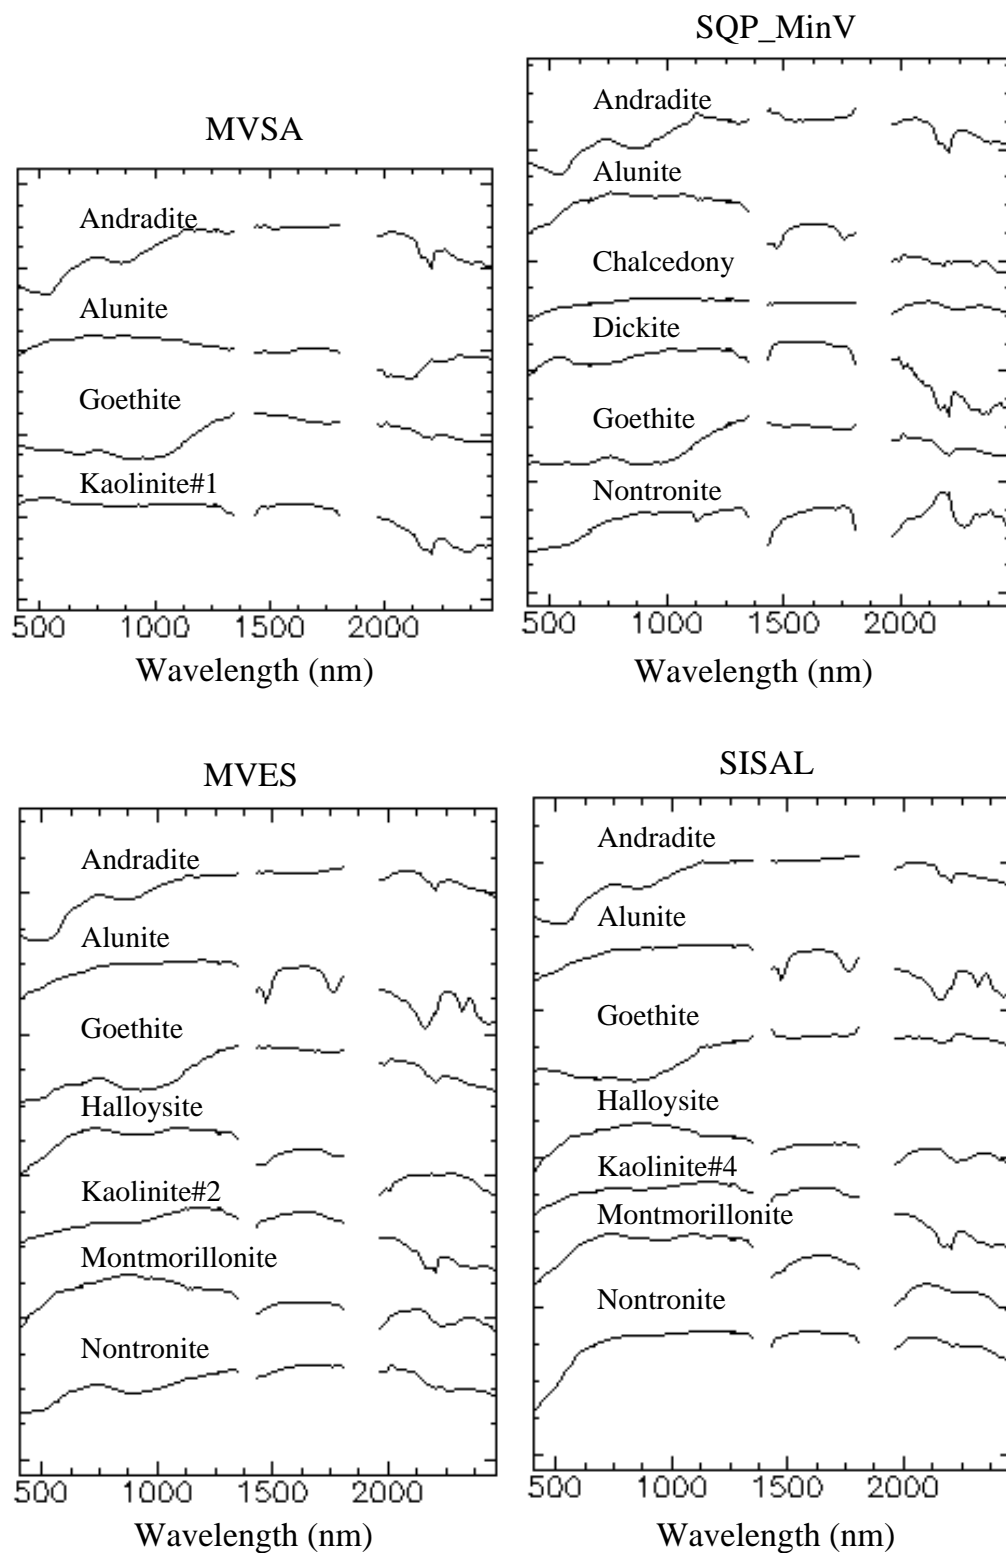 MVSA
Andradite
Alunite
Goethite
Kaolinite#1
500 1000 1500 2000
Wavelength (nm)
SQP_MinV
Andradite
Alunite
Chalcedony
Dickite
Goethite
Nontronite
500 1000 1500 2000
Wavelength (nm)
MVES
Andradite
Alunite
Goethite
Halloysite
Kaolinite#2
Montmorillonite
Nontronite
500 1000 1500 2000
Wavelength (nm)
SISAL
Andradite
Alunite
Goethite
Halloysite
Kaolinite#4
Montmorillonite
Nontronite
500 1000 1500 2000
Wavelength (nm)